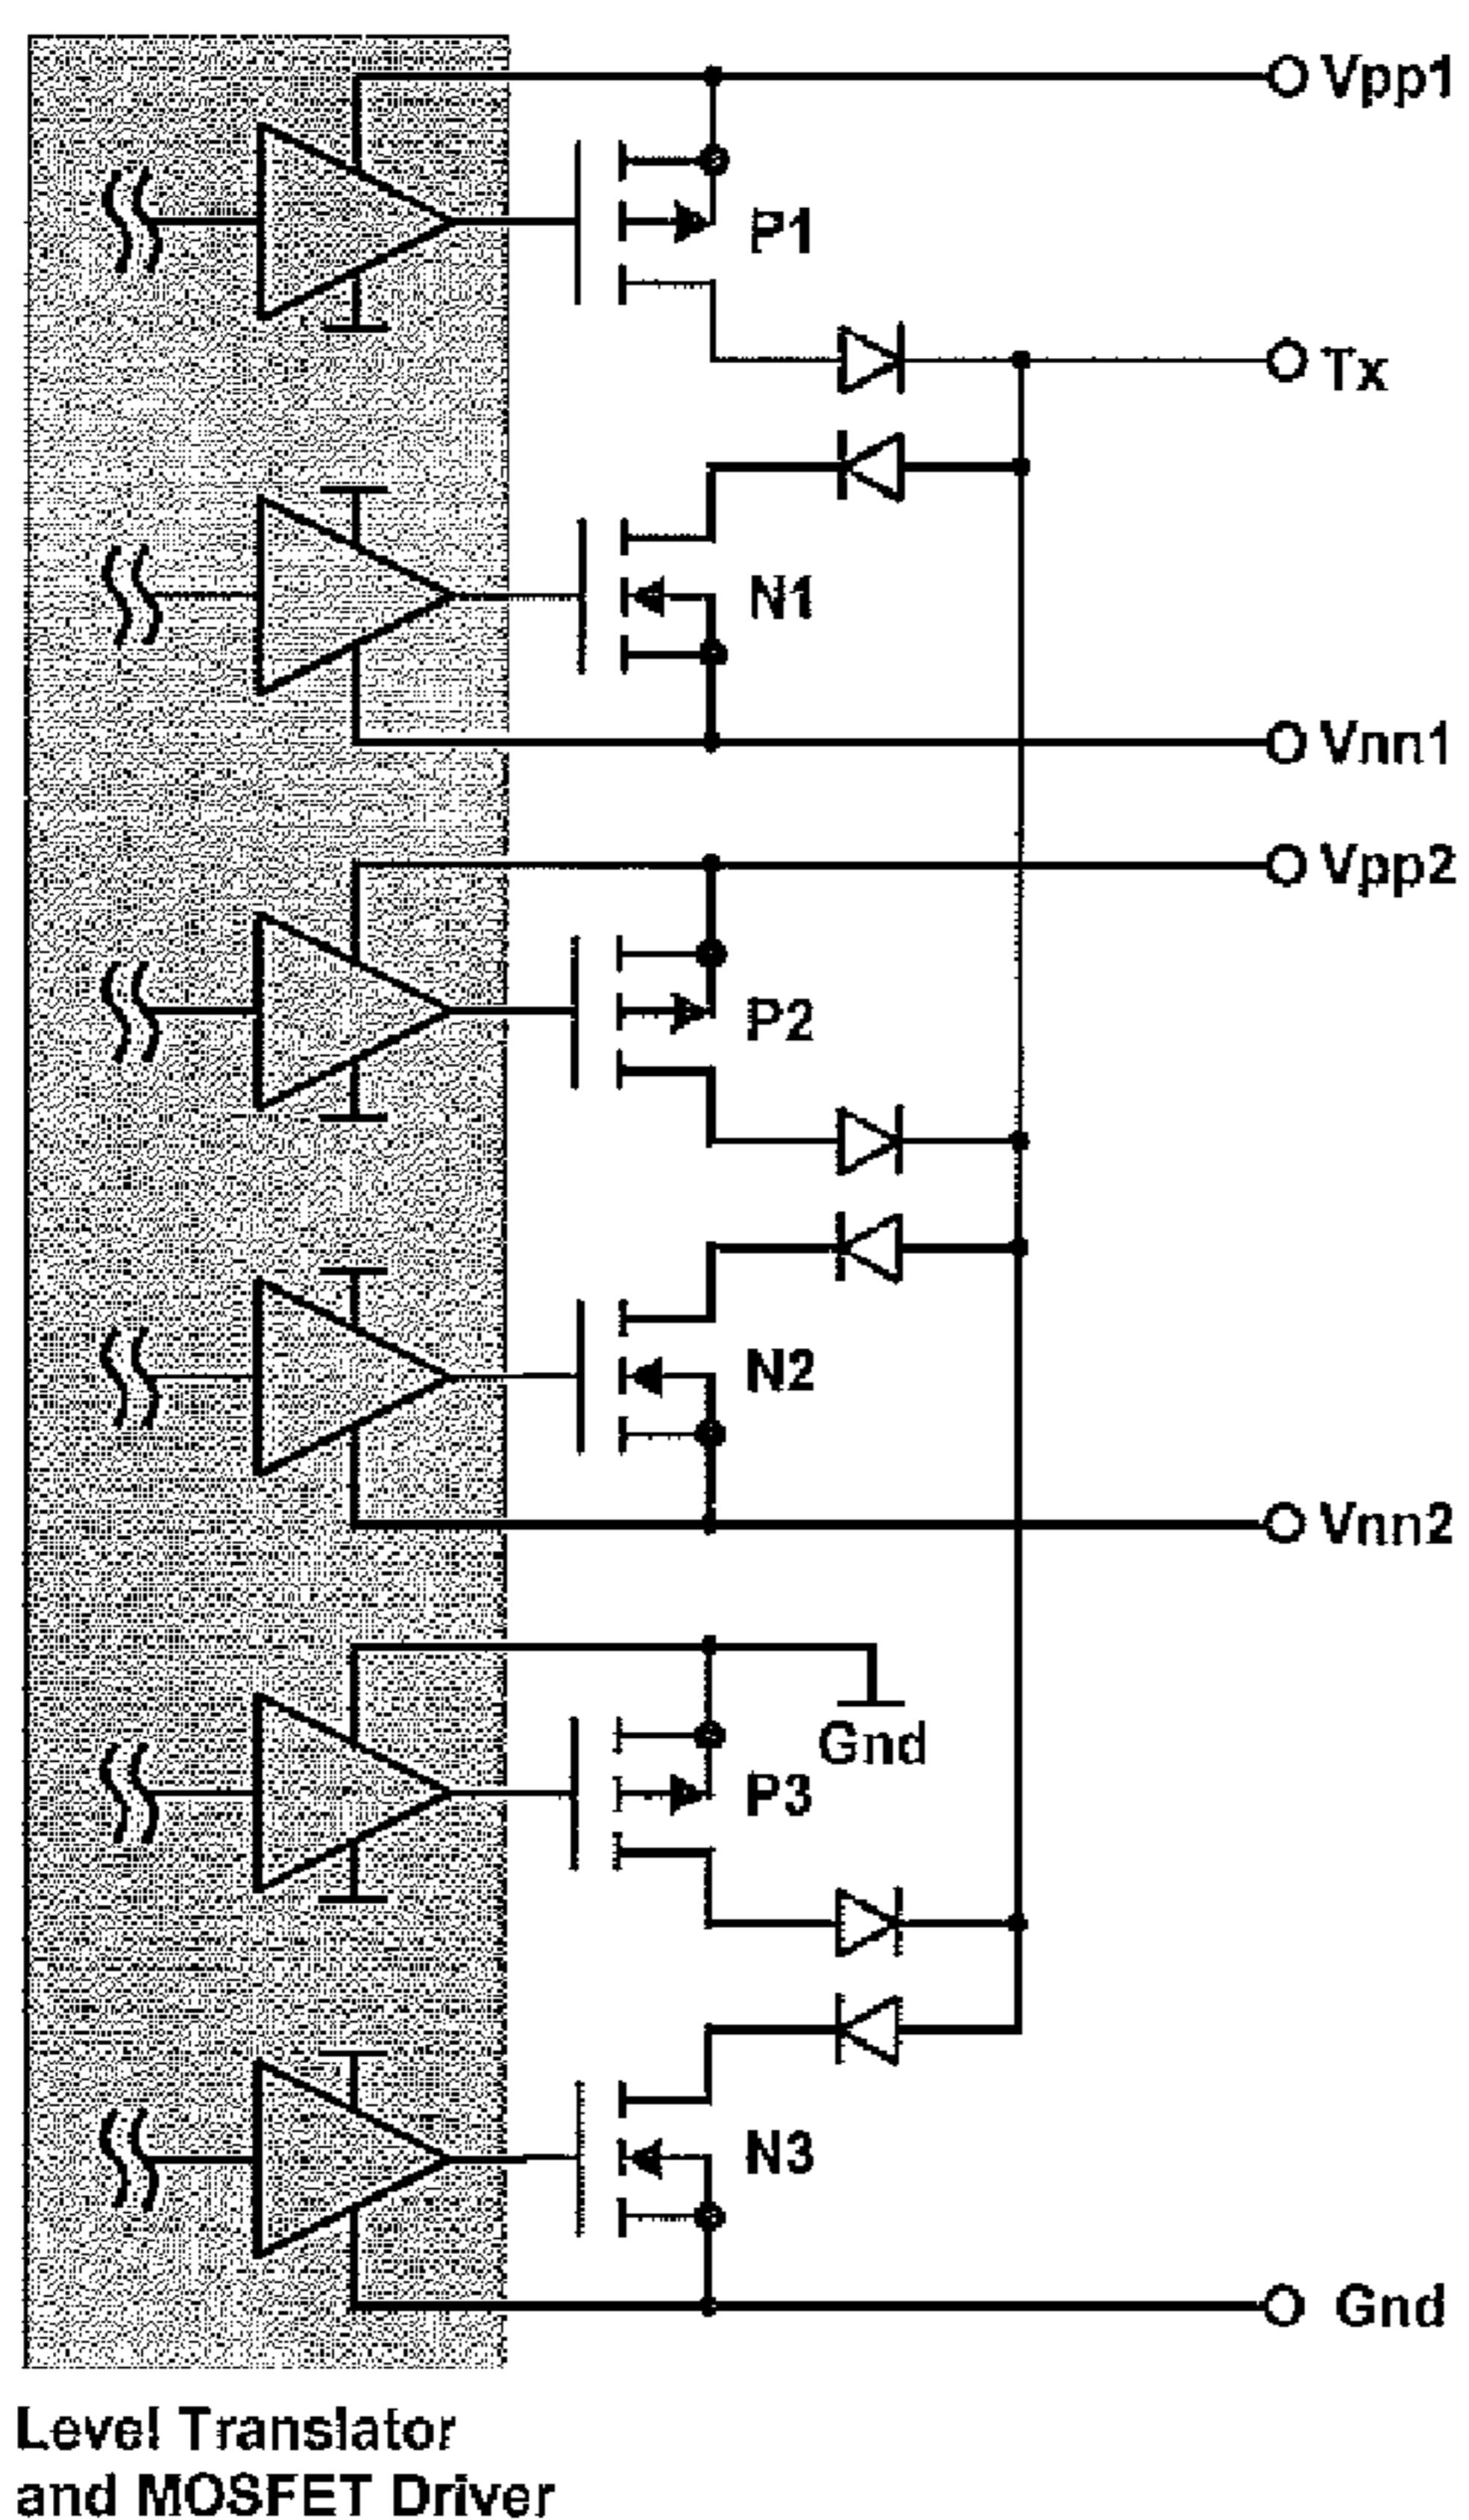 Vpp1
P1
Tx
N1
Vnn1
Vpp2
P2
N2
Vnn2
Gnd
P3
N3
Gnd
Level Translator
and MOSFET Driver